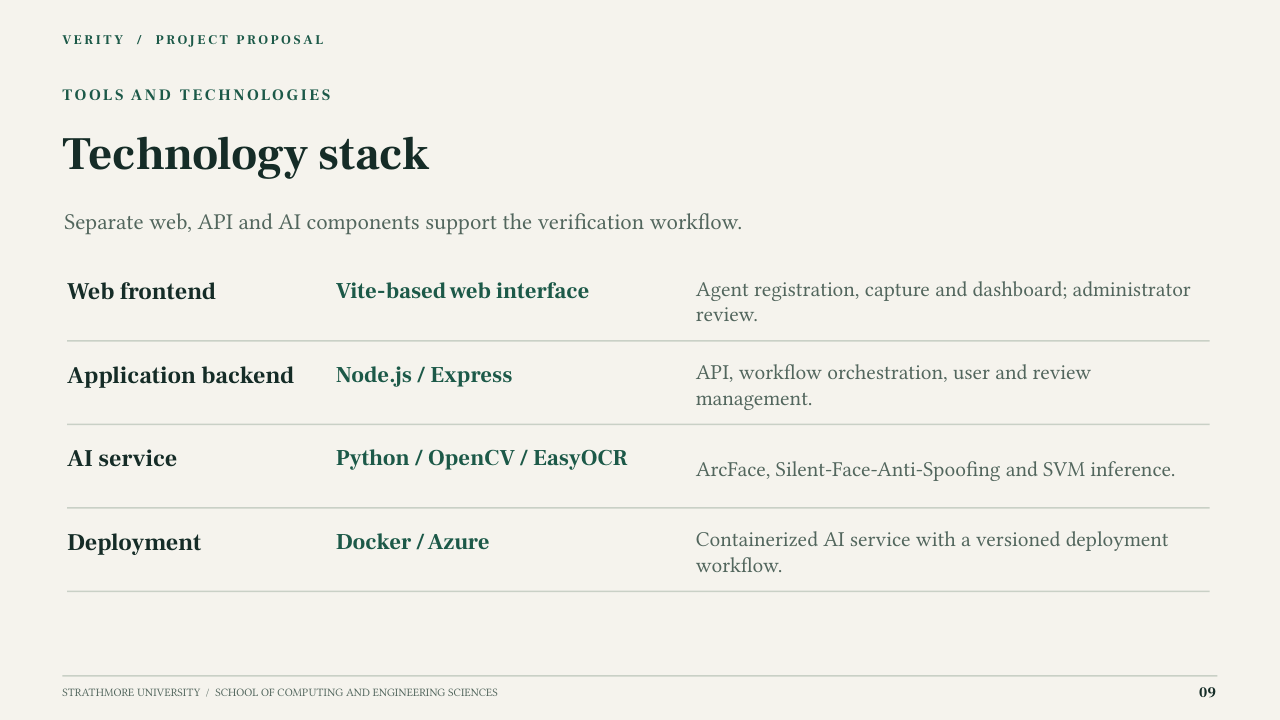 VERITY / PROJECT PROPOSAL
TOOLS AND TECHNOLOGIES
Technology stack
Separate web, API and AI components support the verification workflow.
Web frontend
Vite-based web interface
Agent registration, capture and dashboard; administrator
review.
Application backend
Node.js / Express
API, workflow orchestration, user and review
management.
AI service
Python / OpenCV / EasyOCR
ArcFace, Silent-Face-Anti-Spoofing and SVM inference.
Deployment
Docker / Azure
Containerized AI service with a versioned deployment
workflow.
STRATHMORE UNIVERSITY / SCHOOL OF COMPUTING AND ENGINEERING SCIENCES
09